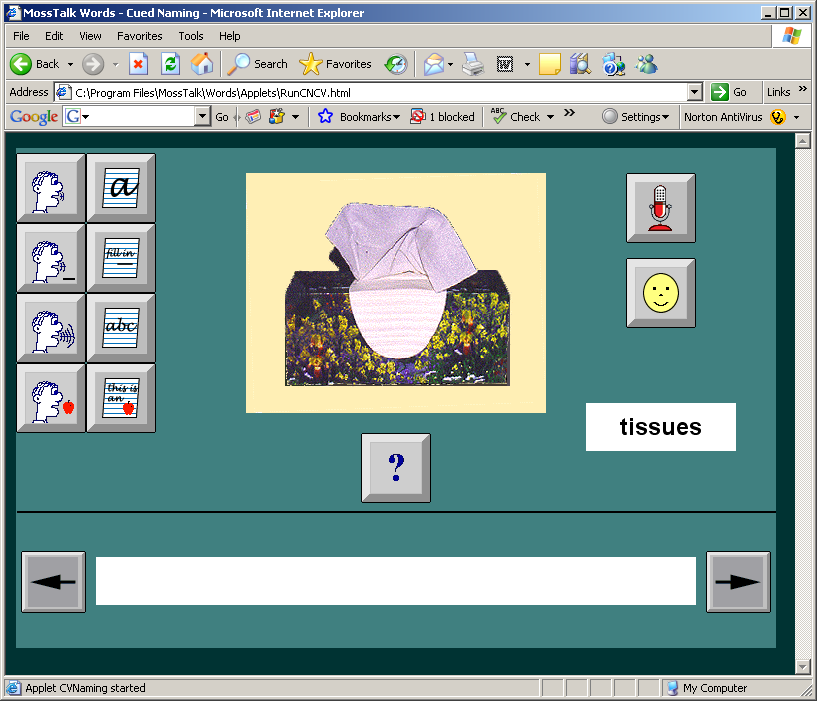 MossTalk Words - Cued Naming - Microsoft Internet Explorer
File Edit View Favorites Tools Help
Back Search Favorites
Address C:\Program Files\MossTalk\Words\Applets\RunCNCV.html Go Links »
Google G Go Bookmarks 1 blocked ABC Check » Settings Norton AntiVirus
a
fill in
abc
this is
an
tissues
?
Applet CVNaming started My Computer